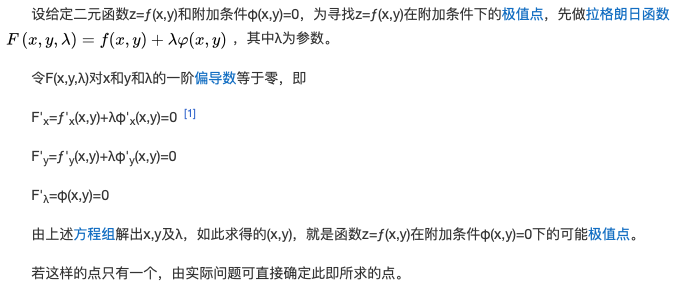 设给定二元函数z=ƒ(x,y)和附加条件φ(x,y)=0，为寻找z=ƒ(x,y)在附加条件下的极值点，先做拉格朗日函数
F (x, y, λ) = f(x, y) + λφ(x, y) ，其中λ为参数。
令F(x,y,λ)对x和y和λ的一阶偏导数等于零，即
F'x=ƒ'x(x,y)+λφ'x(x,y)=0 [1]
F'y=ƒ'y(x,y)+λφ'y(x,y)=0
F'λ=φ(x,y)=0
由上述方程组解出x,y及λ，如此求得的(x,y)，就是函数z=ƒ(x,y)在附加条件φ(x,y)=0下的可能极值点。
若这样的点只有一个，由实际问题可直接确定此即所求的点。